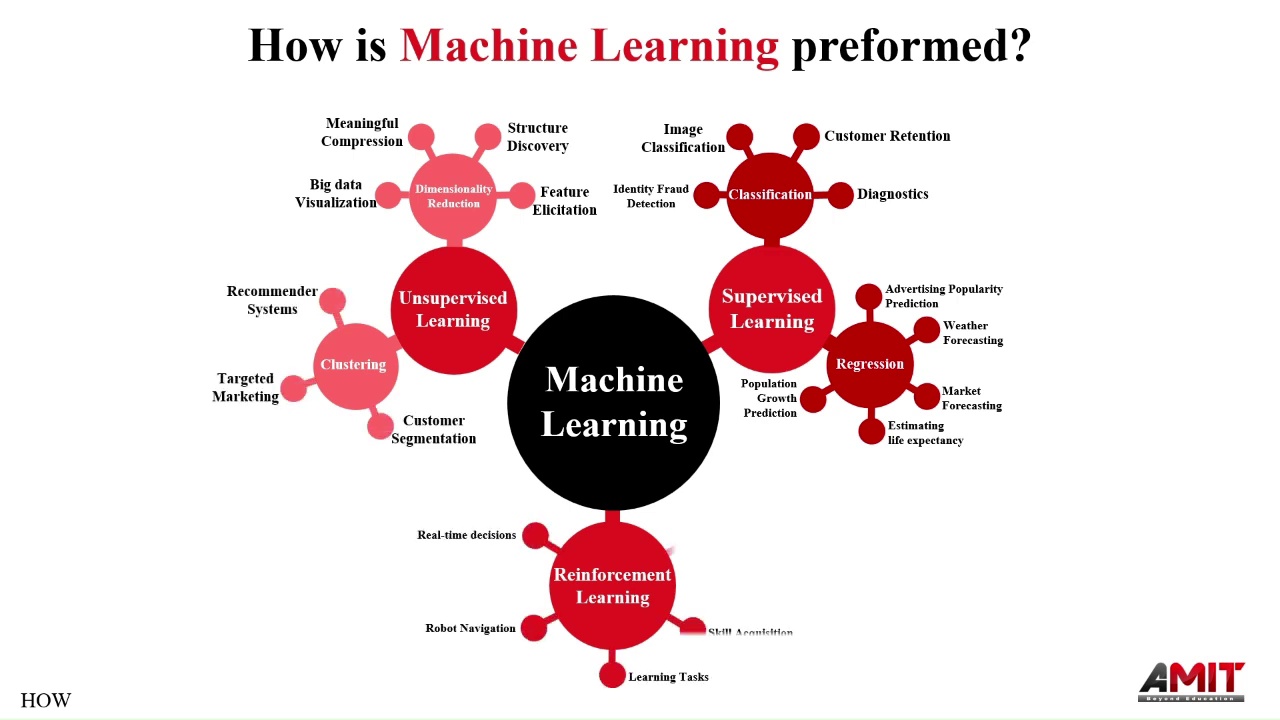 How is Machine Learning preformed?
Meaningful
Compression
Structure
Discovery
Big data
Visualization
Dimensionality
Reduction
Feature
Elicitation
Image
Classification
Customer Retention
Identity Fraud
Detection
Classification
Diagnostics
Unsupervised
Learning
Recommender
Systems
Clustering
Targeted
Marketing
Customer
Segmentation
Supervised
Learning
Advertising Popularity
Prediction
Weather
Forecasting
Regression
Population
Growth
Prediction
Market
Forecasting
Estimating
life expectancy
Machine
Learning
Real-time decisions
Reinforcement
Learning
Robot Navigation
Skill Acquisition
Learning Tasks
HOW
AMIT
Beyond Education